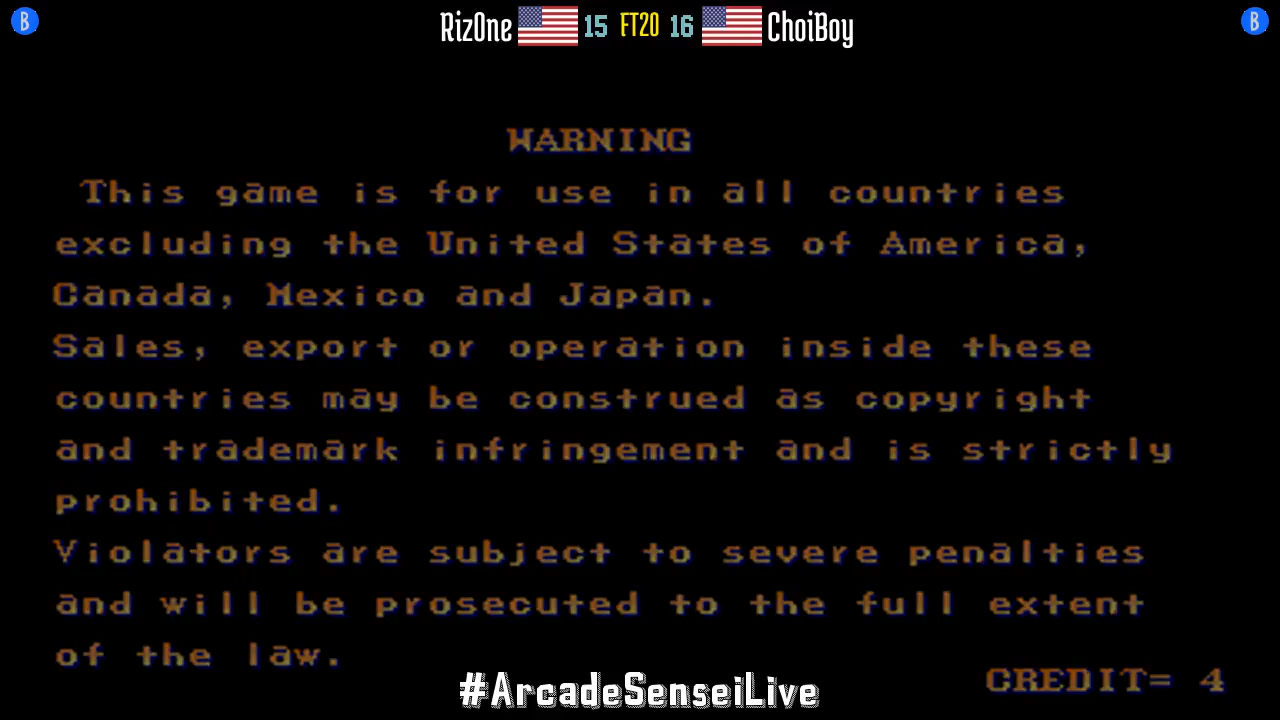 B RizOne 15 FT20 16 ChoiBoy B
WARNING
This game is for use in all countries
excluding the United States of America,
Canada, Mexico and Japan.
Sales, export or operation inside these
countries may be construed as copyright
and trademark infringement and is strictly
prohibited.
Violators are subject to severe penalties
and will be prosecuted to the full extent
of the law.
CREDIT= 4
#ArcadeSenseiLive